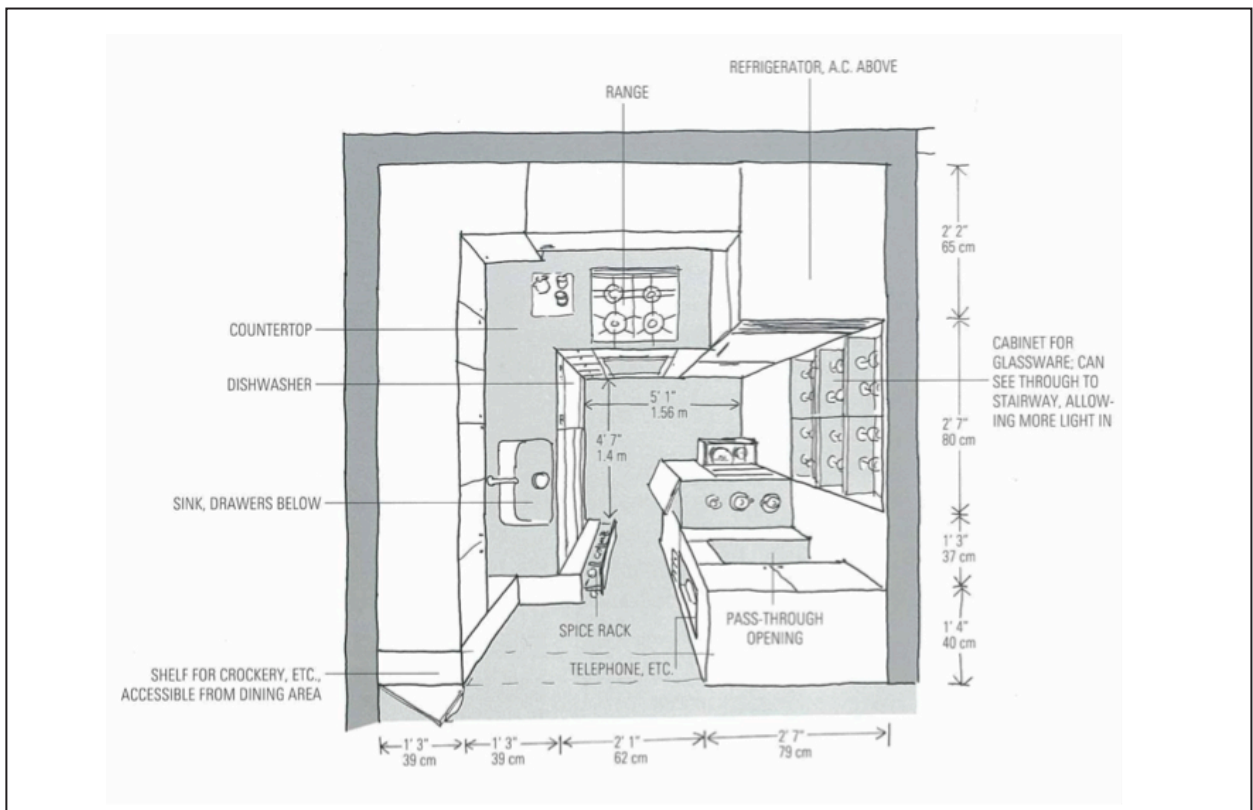 REFRIGERATOR, A.C. ABOVE
RANGE
2' 2"
65 cm
COUNTERTOP
CABINET FOR
GLASSWARE; CAN
SEE THROUGH TO
STAIRWAY, ALLOW-
ING MORE LIGHT IN
DISHWASHER
5' 1"
1.56 m
2' 7"
80 cm
4' 7"
1.4 m
SINK, DRAWERS BELOW
1' 3"
37 cm
PASS-THROUGH
OPENING
SPICE RACK
1' 4"
40 cm
TELEPHONE, ETC.
SHELF FOR CROCKERY, ETC.,
ACCESSIBLE FROM DINING AREA
1' 3"
39 cm
1' 3"
39 cm
2' 1"
62 cm
2' 7"
79 cm